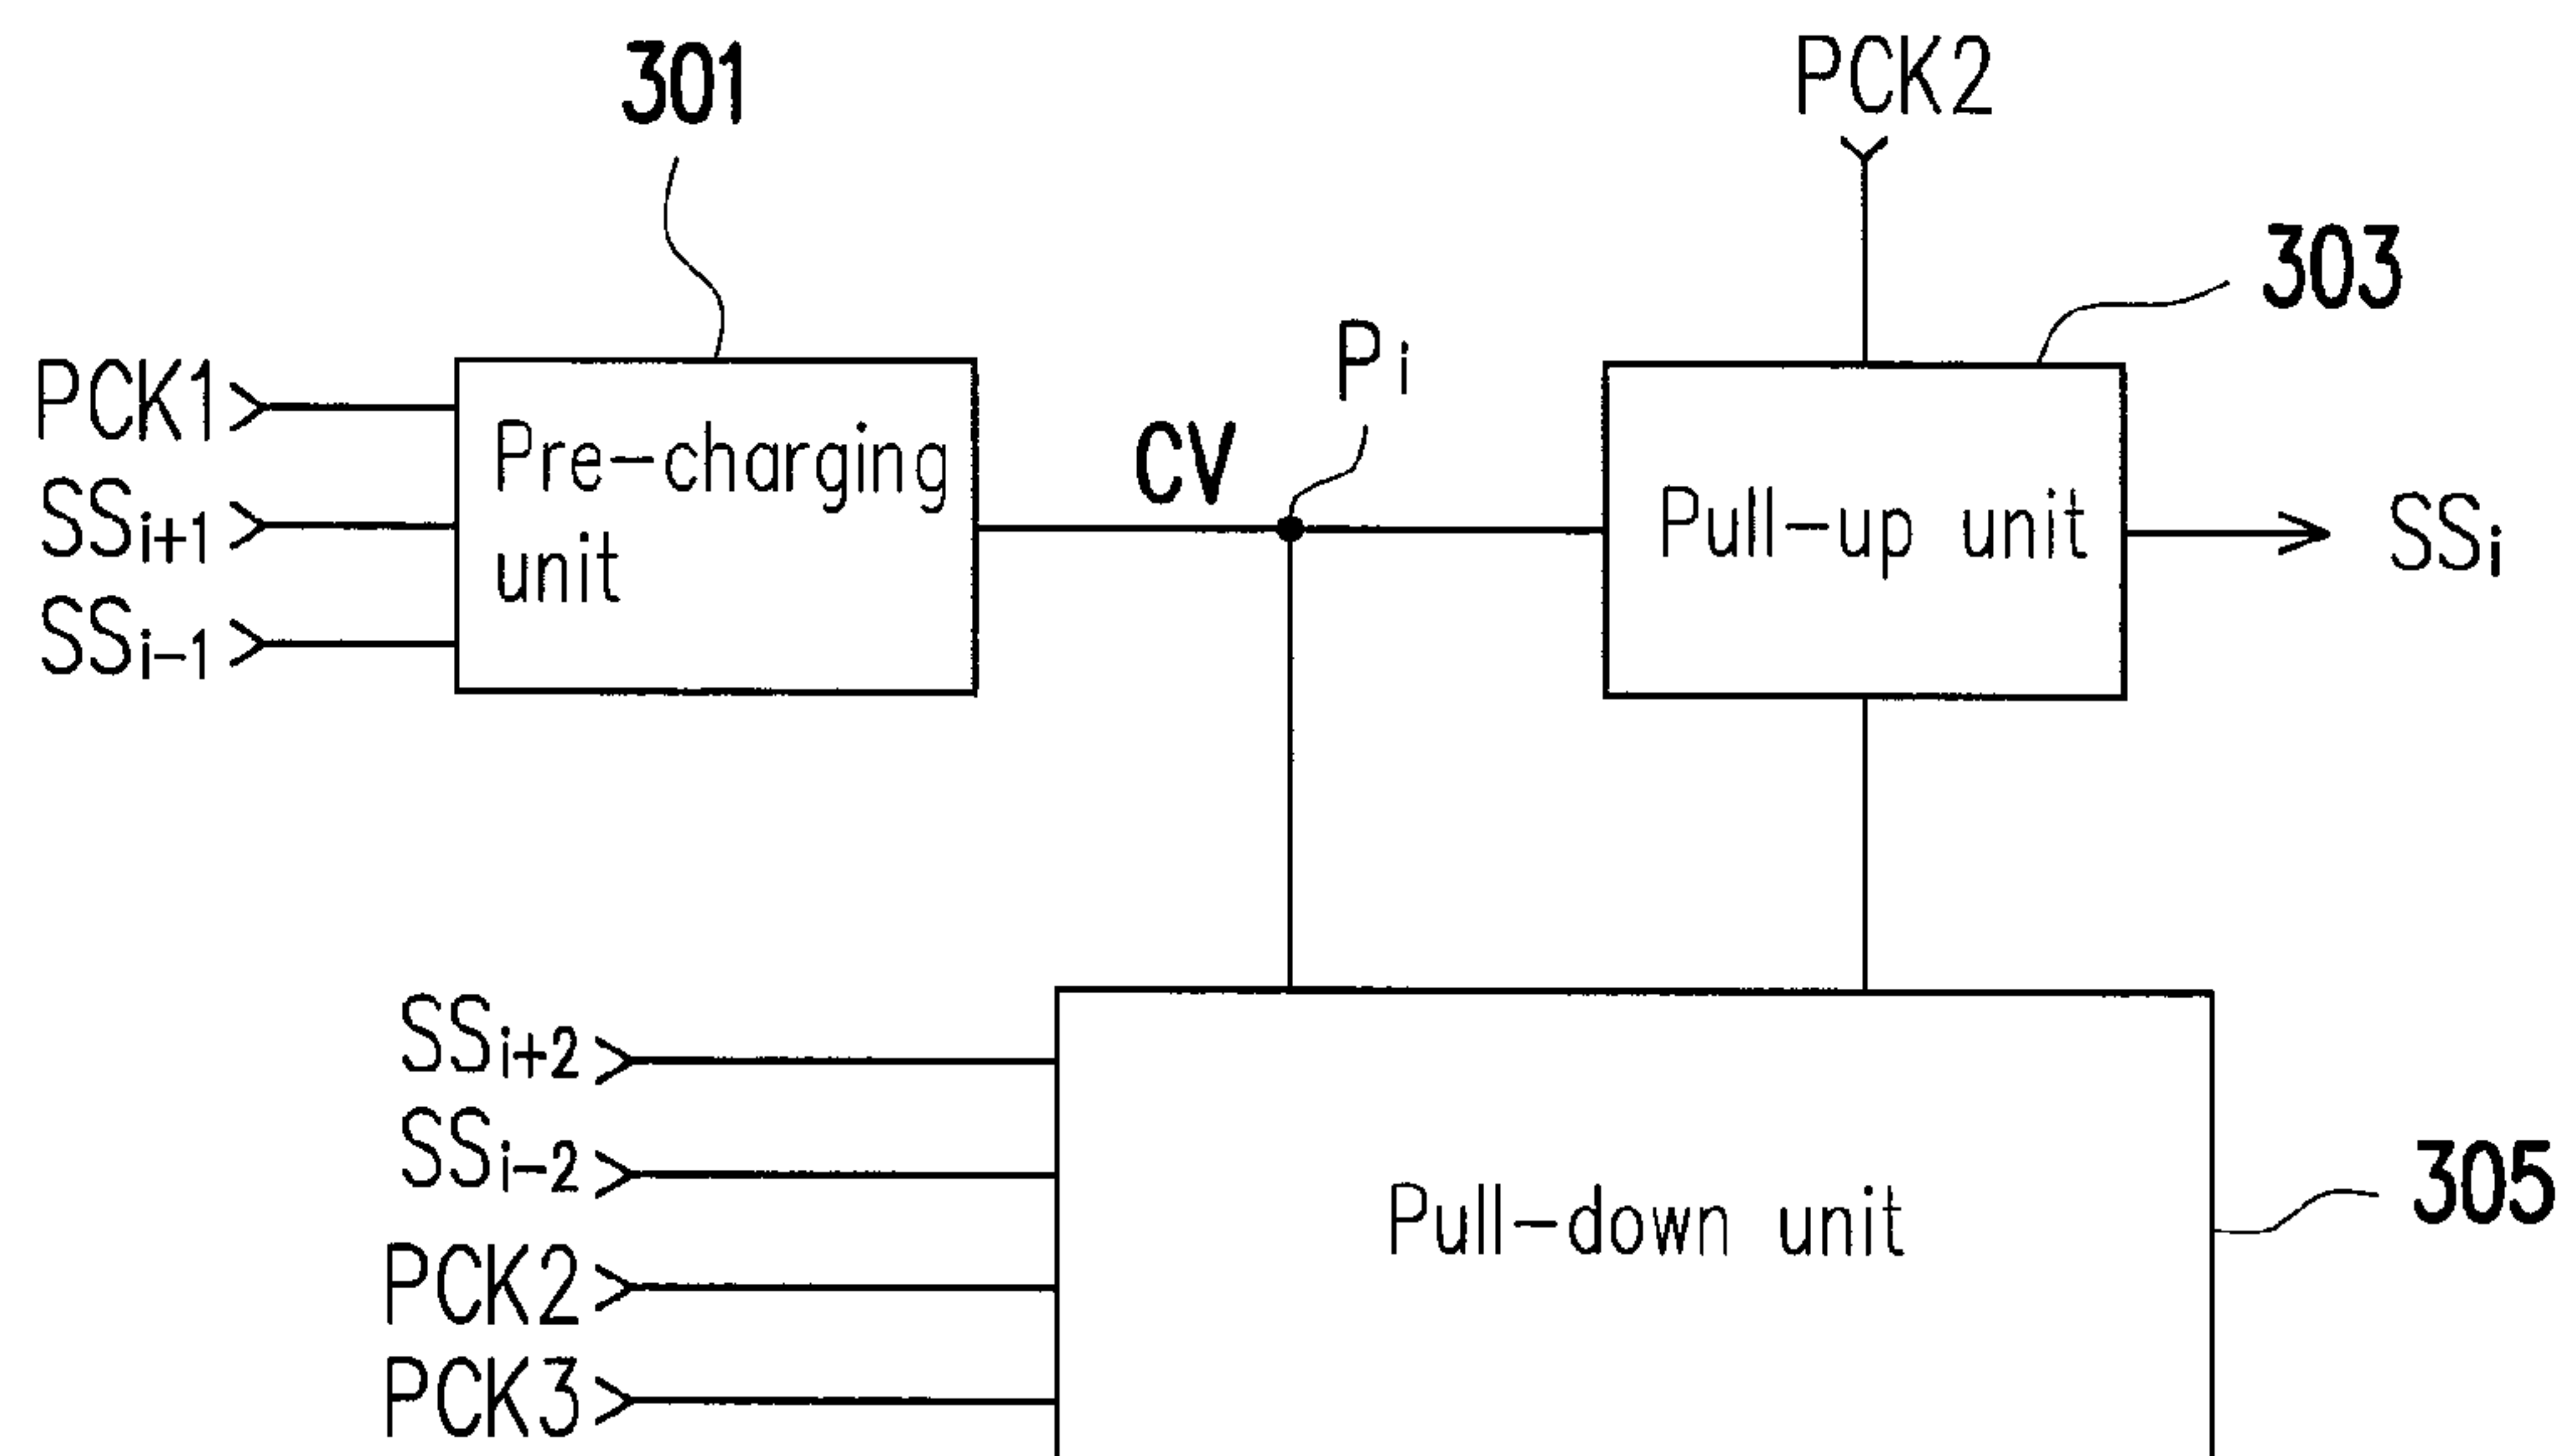 301
PCK2
303
Pi
PCK1
CV
Pre-charging
unit
SSi+1
Pull-up unit
SSi
SSi-1
SSi+2
SSi-2
Pull-down unit
305
PCK2
PCK3